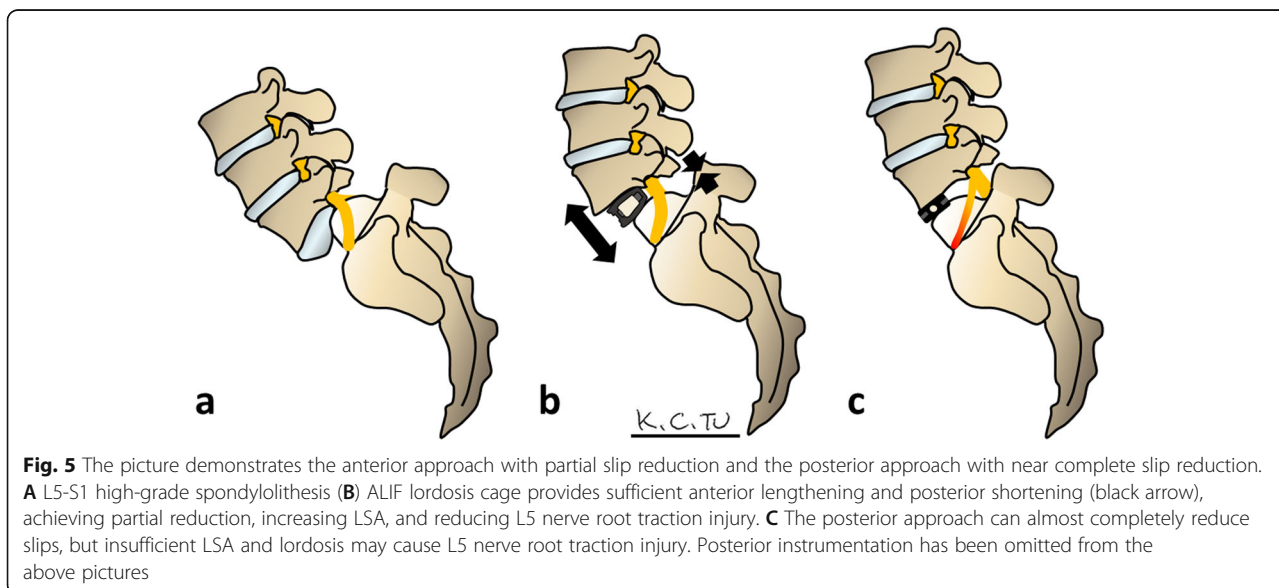 a
b
c
K.C.TU
Fig. 5 The picture demonstrates the anterior approach with partial slip reduction and the posterior approach with near complete slip reduction.
A L5-S1 high-grade spondylolithesis (B) ALIF lordosis cage provides sufficient anterior lengthening and posterior shortening (black arrow),
achieving partial reduction, increasing LSA, and reducing L5 nerve root traction injury. C The posterior approach can almost completely reduce
slips, but insufficient LSA and lordosis may cause L5 nerve root traction injury. Posterior instrumentation has been omitted from the
above pictures